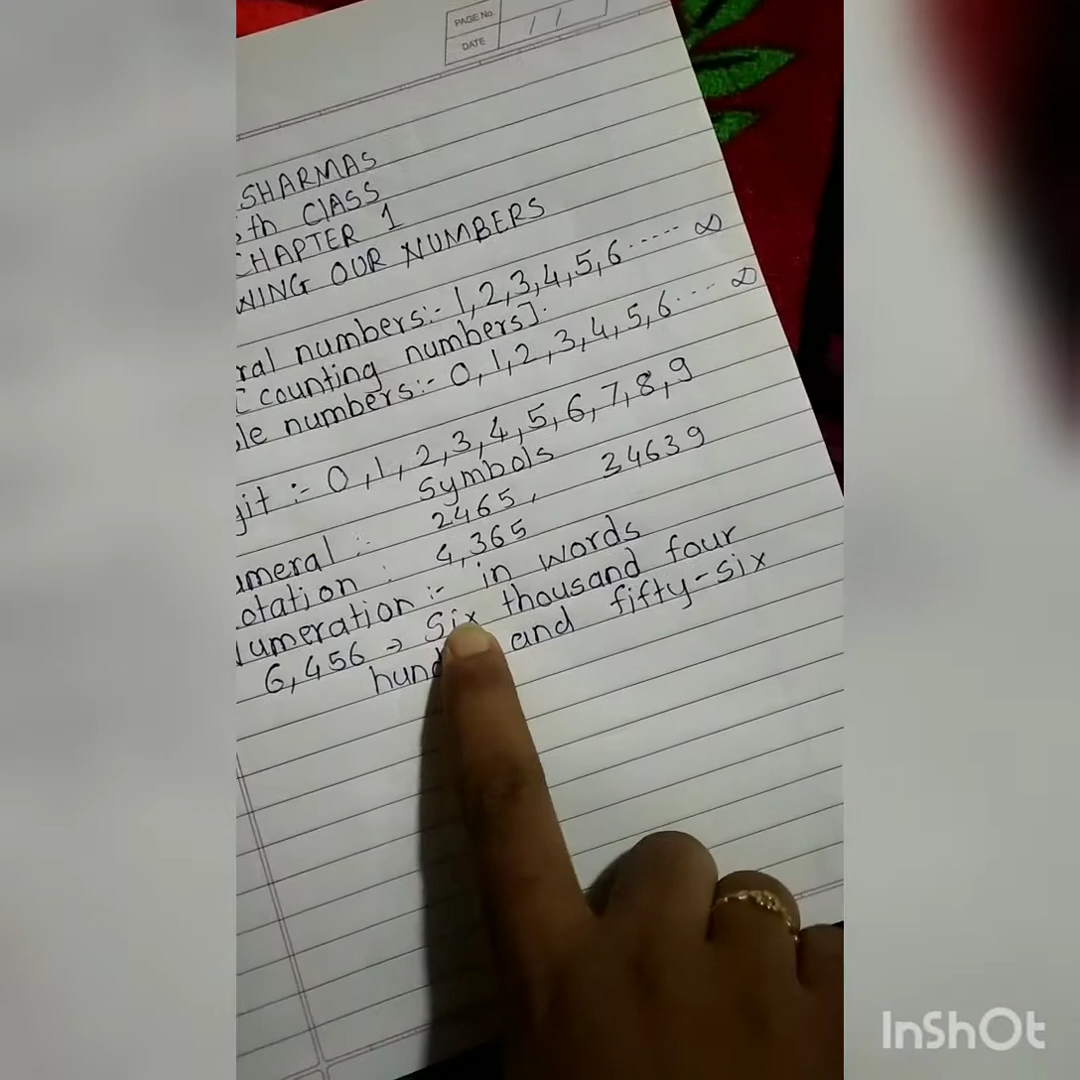 PAGE No.
DATE / /
SHARMAS
th CLASS
CHAPTER 1
WING OUR NUMBERS
ral numbers:- 1,2,3,4,5,6 ..... ∞
[counting numbers].
le numbers:- 0,1,2,3,4,5,6.... ∞
git :- 0,1,2,3,4,5,6,7,8,9
Symbols
umeral :- 2465, 34639
otation : 4,365
umeration :- in words
6,456 → Six thousand four
and fifty-six
InShOt